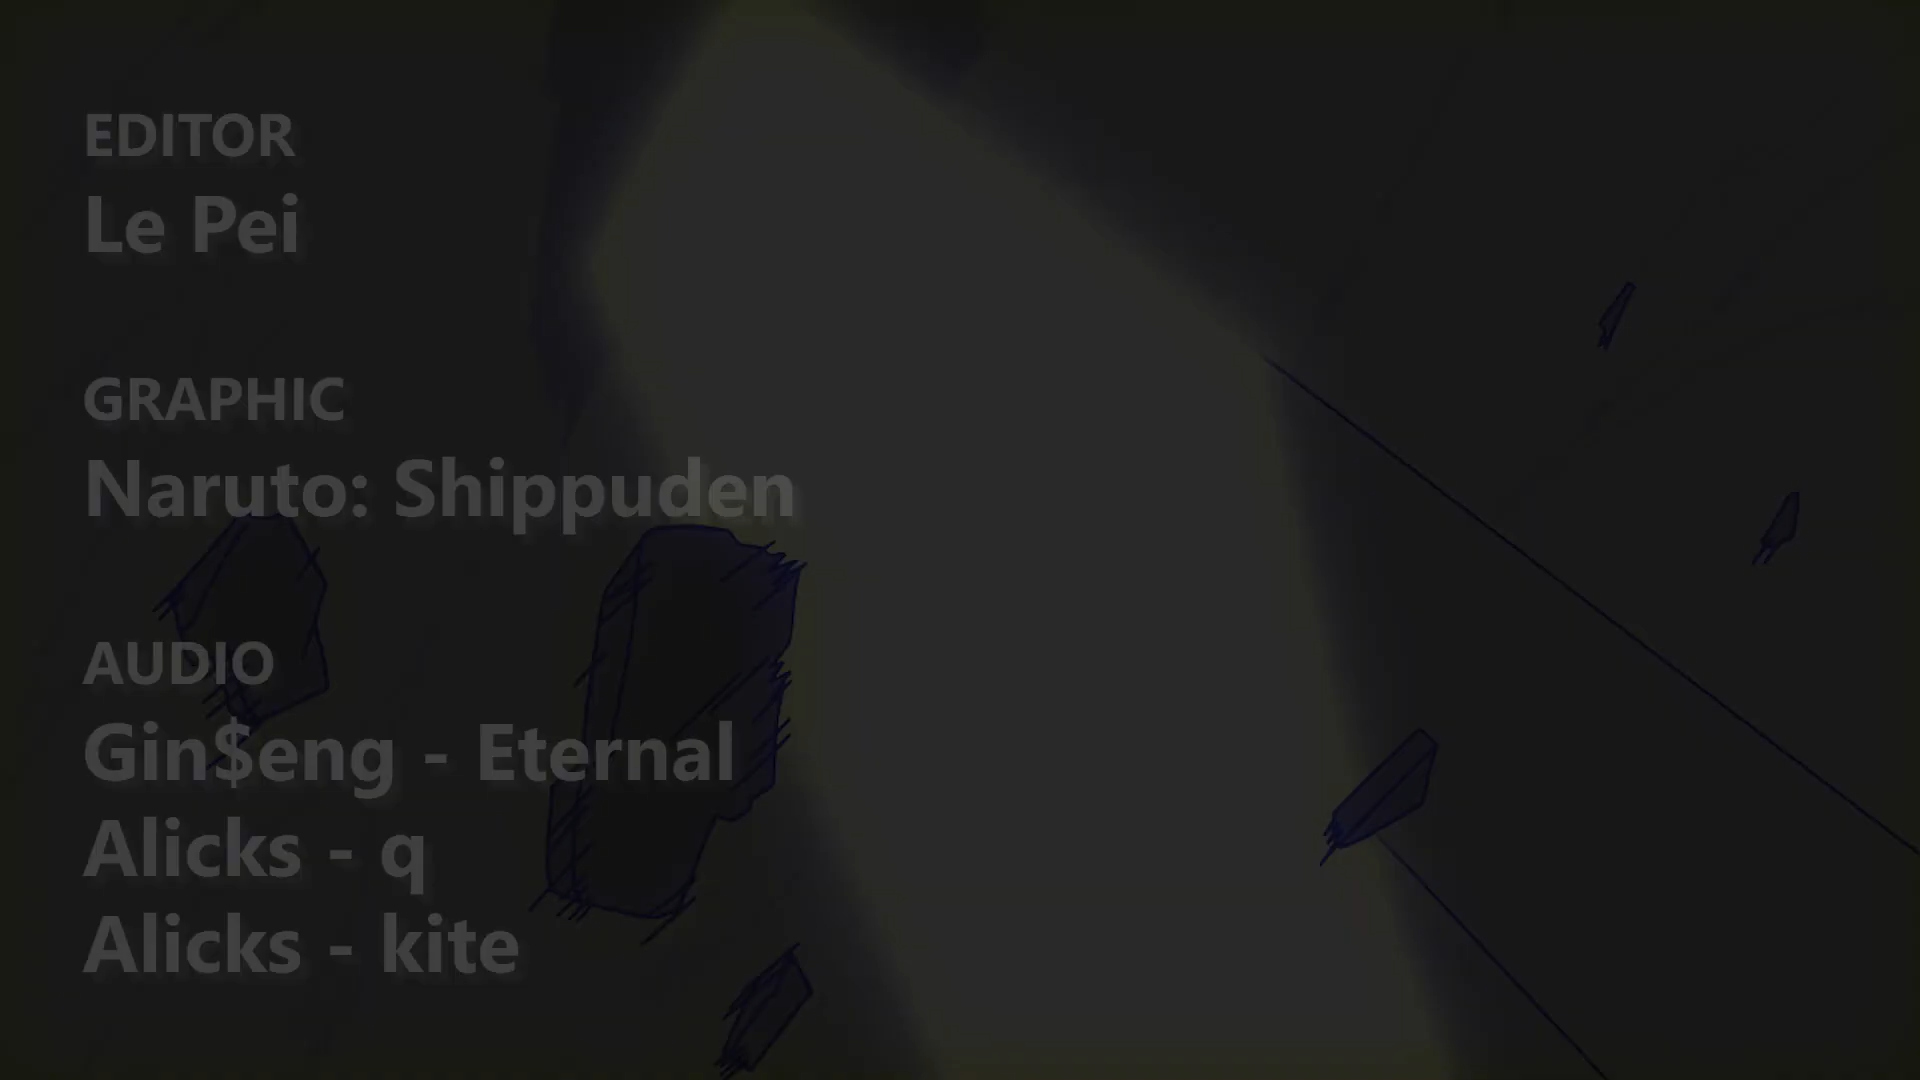 EDITOR
Le Pei
GRAPHIC
Naruto: Shippuden
AUDIO
Gin$eng - Eternal
Alicks - q
Alicks - kite